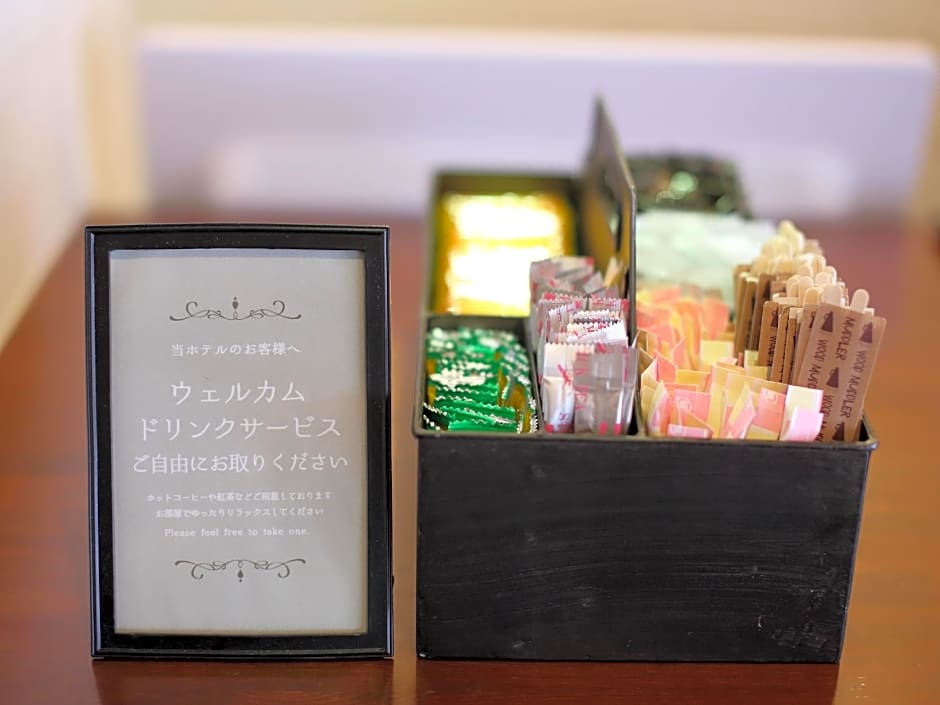 当ホテルのお客様へ
ウェルカム
ドリンクサービス
ご自由にお取りください
ホットコーヒーや紅茶などご用意しております
お部屋でゆったりリラックスしてください
Please feel free to take one.
WOOD MUDDLER